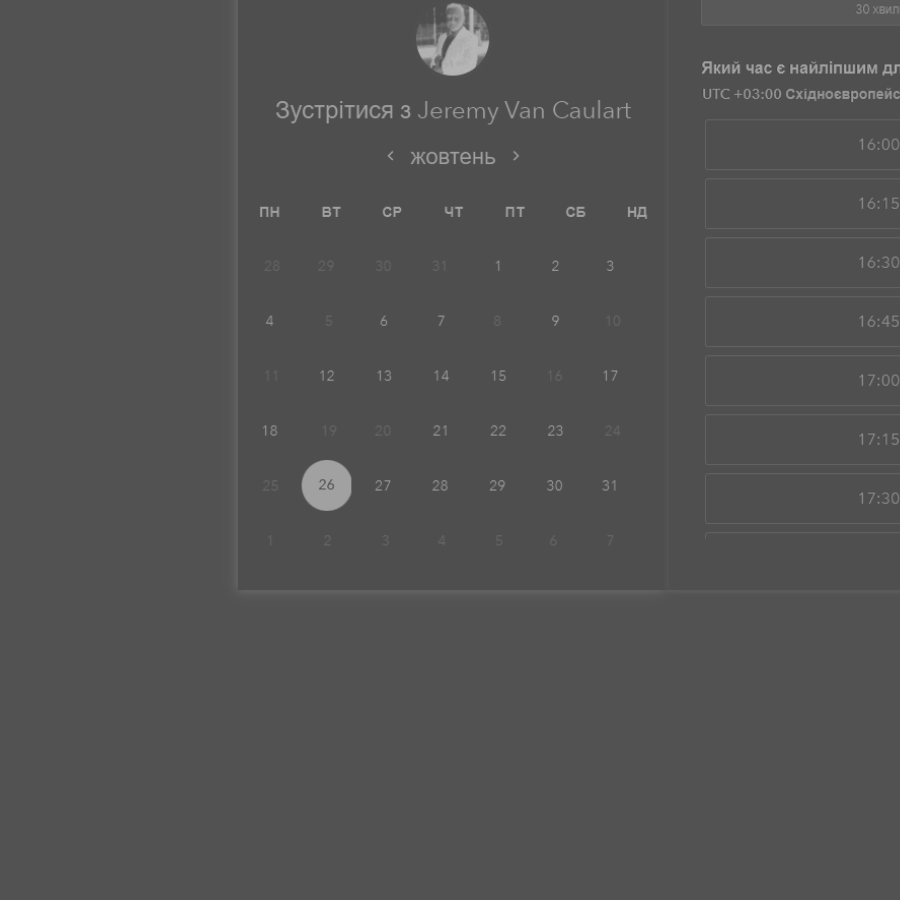 Зустрітися з Jeremy Van Caulart
жовтень
ПН ВТ СР ЧТ ПТ СБ НД
28 29 30 31 1 2 3
4 5 6 7 8 9 10
11 12 13 14 15 16 17
18 19 20 21 22 23 24
25 26 27 28 29 30 31
1 2 3 4 5 6 7
30 хвил
Який час є найліпшим дл
UTC +03:00 Східноєвропейс
16:00
16:15
16:30
16:45
17:00
17:15
17:30